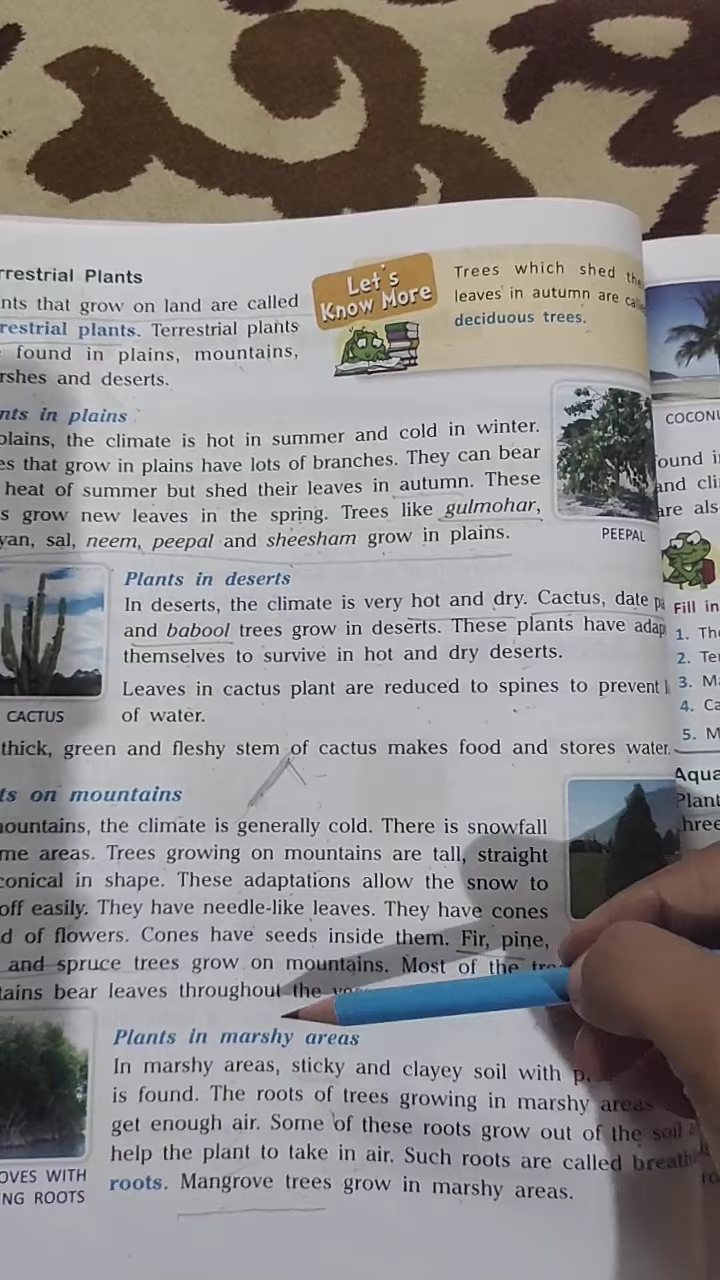 rrestrial Plants
nts that grow on land are called
restrial plants. Terrestrial plants
found in plains, mountains,
rshes and deserts.
Let's
Know More
Trees which shed the
leaves in autumn are call
deciduous trees.
nts in plains
plains, the climate is hot in summer and cold in winter.
es that grow in plains have lots of branches. They can bear
heat of summer but shed their leaves in autumn. These
s grow new leaves in the spring. Trees like gulmohar,
yan, sal, neem, peepal and sheesham grow in plains.
PEEPAL
Plants in deserts
In deserts, the climate is very hot and dry. Cactus, date pa
and babool trees grow in deserts. These plants have adap
themselves to survive in hot and dry deserts.
Leaves in cactus plant are reduced to spines to prevent l
of water.
CACTUS
thick, green and fleshy stem of cactus makes food and stores water.
ts on mountains
mountains, the climate is generally cold. There is snowfall
me areas. Trees growing on mountains are tall, straight
conical in shape. These adaptations allow the snow to
off easily. They have needle-like leaves. They have cones
d of flowers. Cones have seeds inside them. Fir, pine,
and spruce trees grow on mountains. Most of the tre
tains bear leaves throughout the
Plants in marshy areas
In marshy areas, sticky and clayey soil with p
is found. The roots of trees growing in marshy areas
get enough air. Some of these roots grow out of the soil
help the plant to take in air. Such roots are called breath
roots. Mangrove trees grow in marshy areas.
OVES WITH
NG ROOTS
COCONU
ound i
and cli
are als
Fill in
1. The
2. Te
3. Ma
4. Ca
5. M
Aqua
Plant
hree